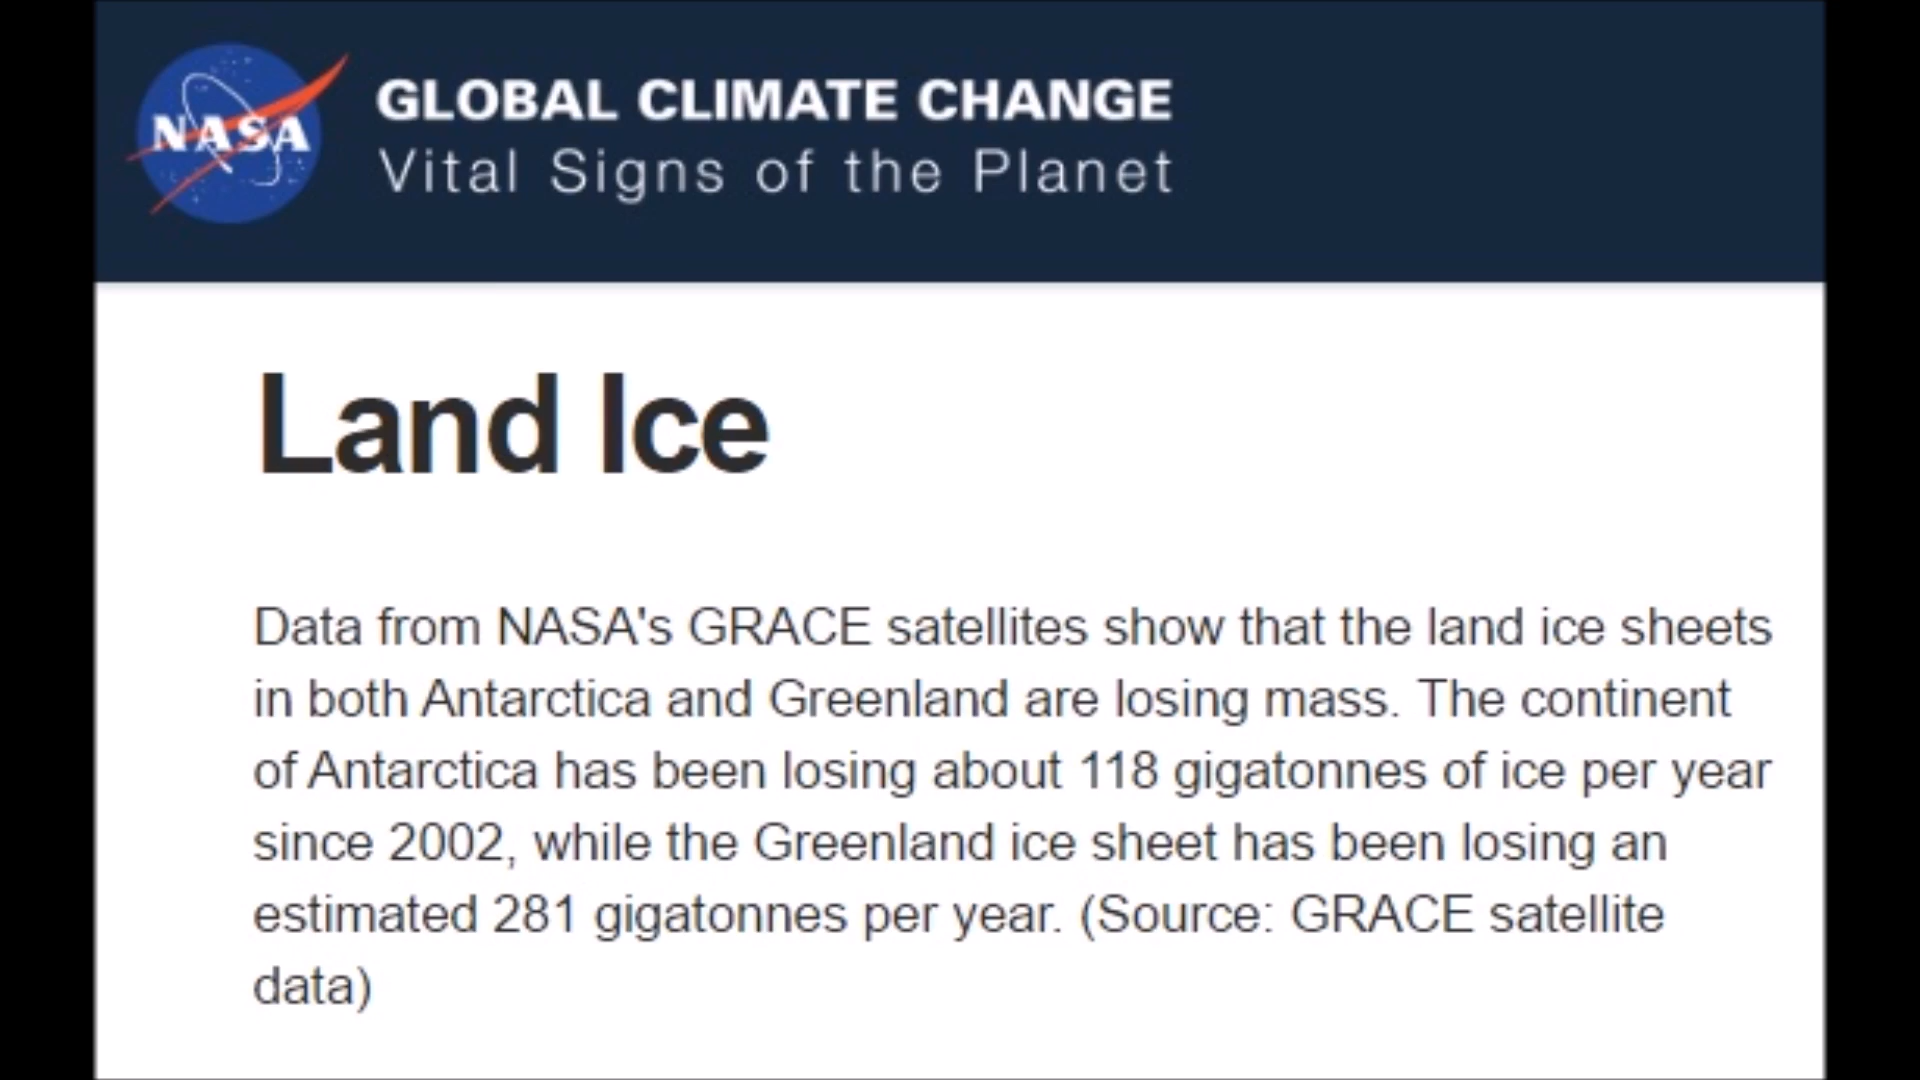 NASA
GLOBAL CLIMATE CHANGE
Vital Signs of the Planet
Land Ice
Data from NASA's GRACE satellites show that the land ice sheets
in both Antarctica and Greenland are losing mass. The continent
of Antarctica has been losing about 118 gigatonnes of ice per year
since 2002, while the Greenland ice sheet has been losing an
estimated 281 gigatonnes per year. (Source: GRACE satellite
data)